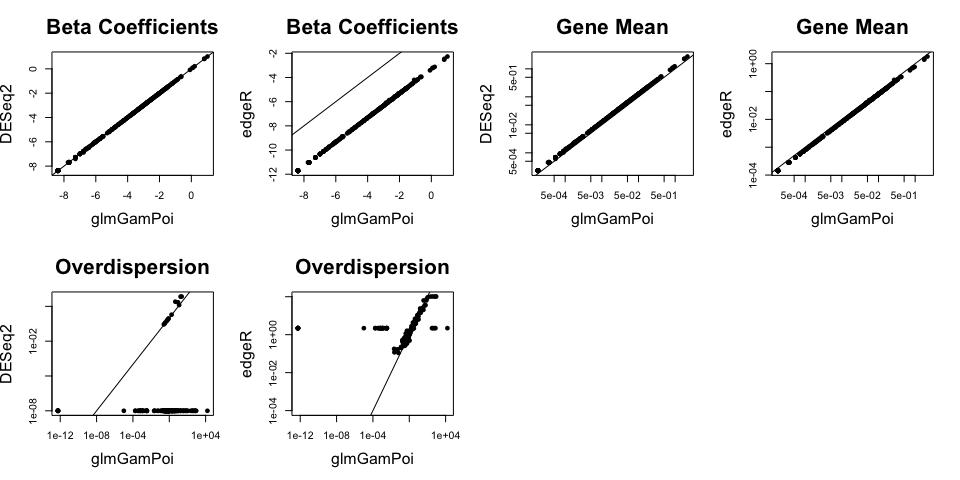 Beta Coefficients
DESeq2
0
-2
-4
-6
-8
-8 -6 -4 -2 0
glmGamPoi
Beta Coefficients
edgeR
-2
-4
-6
-8
-10
-12
-8 -6 -4 -2 0
glmGamPoi
Gene Mean
DESeq2
5e-01
1e-02
5e-04
5e-04 5e-03 5e-02 5e-01
glmGamPoi
Gene Mean
edgeR
1e+00
1e-02
1e-04
5e-04 5e-03 5e-02 5e-01
glmGamPoi
Overdispersion
DESeq2
1e-02
1e-08
1e-12 1e-08 1e-04 1e+04
glmGamPoi
Overdispersion
edgeR
1e+00
1e-02
1e-04
1e-12 1e-08 1e-04 1e+04
glmGamPoi